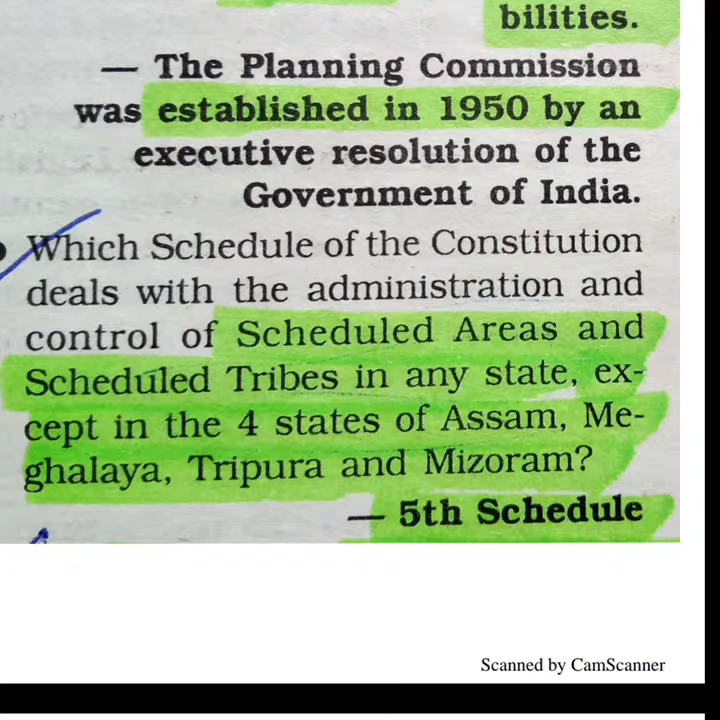 bilities.
— The Planning Commission
was established in 1950 by an
executive resolution of the
Government of India.
Which Schedule of the Constitution
deals with the administration and
control of Scheduled Areas and
Scheduled Tribes in any state, ex-
cept in the 4 states of Assam, Me-
ghalaya, Tripura and Mizoram?
— 5th Schedule
Scanned by CamScanner